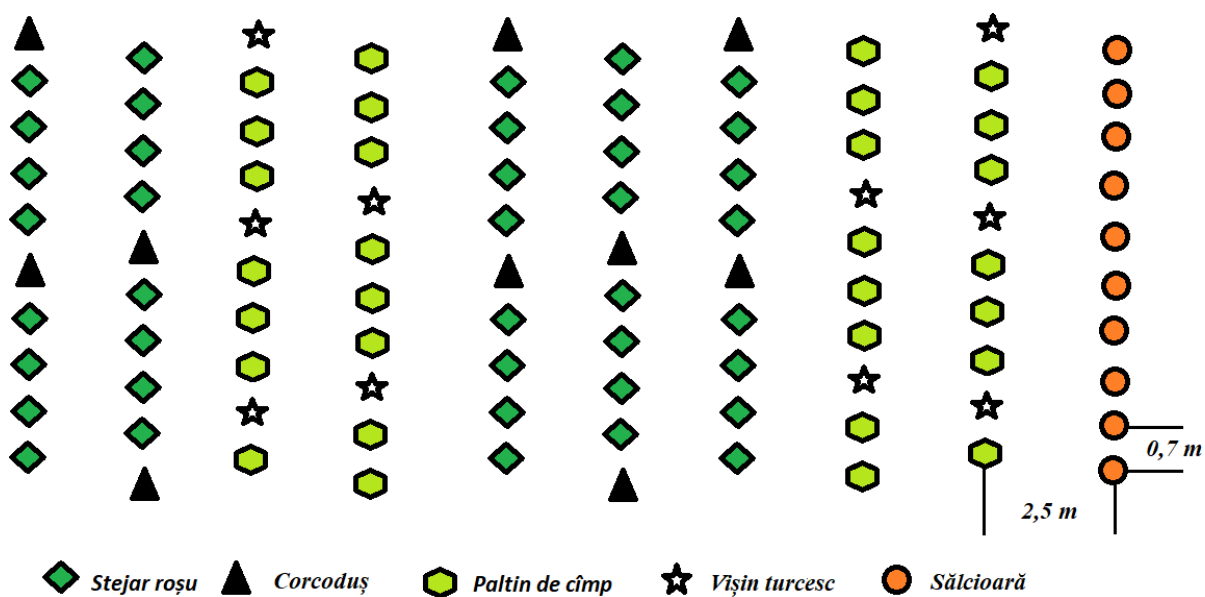 0,7 m
2,5 m
Stejar roșu Corcoduș Paltin de cîmp Vișin turcesc Sălcioară